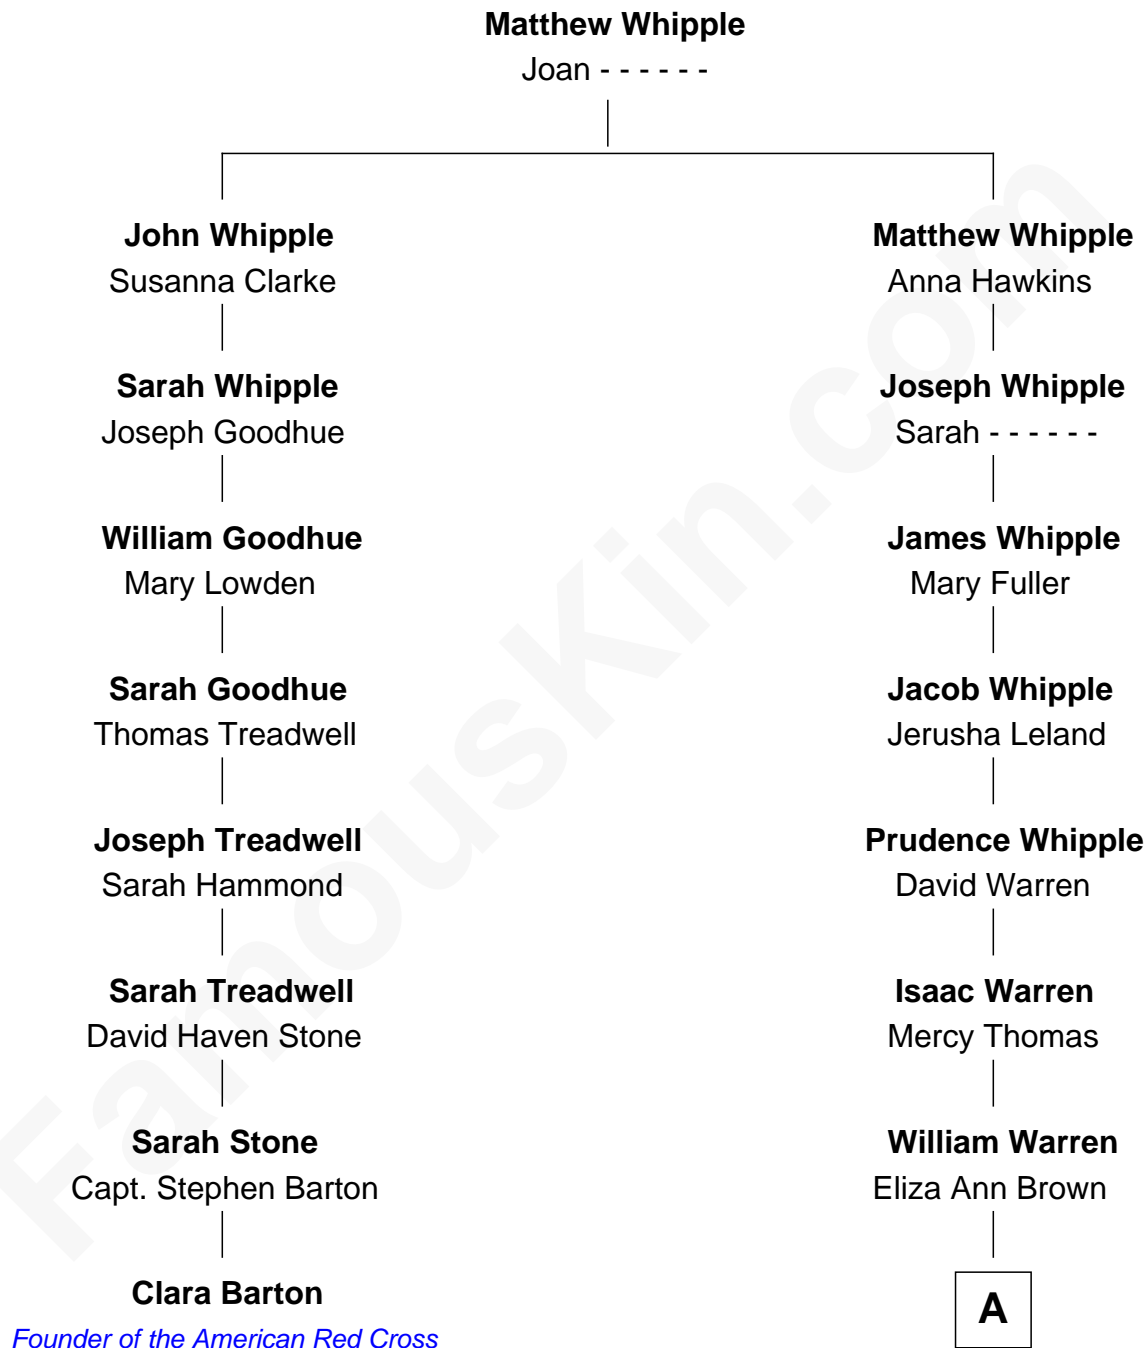 Matthew Whipple
Joan - - - - - -
John Whipple
Susanna Clarke
Sarah Whipple
Joseph Goodhue
William Goodhue
Mary Lowden
Sarah Goodhue
Thomas Treadwell
Joseph Treadwell
Sarah Hammond
Sarah Treadwell
David Haven Stone
Sarah Stone
Capt. Stephen Barton
Clara Barton
Founder of the American Red Cross
Matthew Whipple
Anna Hawkins
Joseph Whipple
Sarah - - - - - -
James Whipple
Mary Fuller
Jacob Whipple
Jerusha Leland
Prudence Whipple
David Warren
Isaac Warren
Mercy Thomas
William Warren
Eliza Ann Brown
A
FamousKin.com